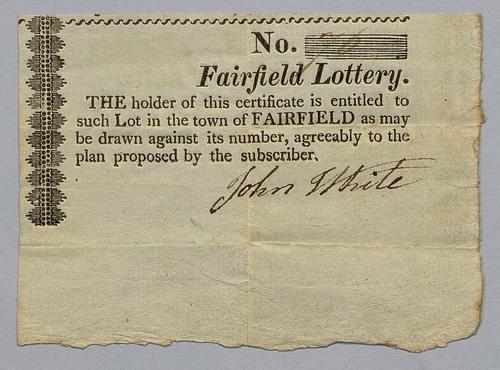 No.
Fairfield Lottery.
THE holder of this certificate is entitled to
such Lot in the town of FAIRFIELD as may
be drawn against its number, agreeably to the
plan proposed by the subscriber.
John White